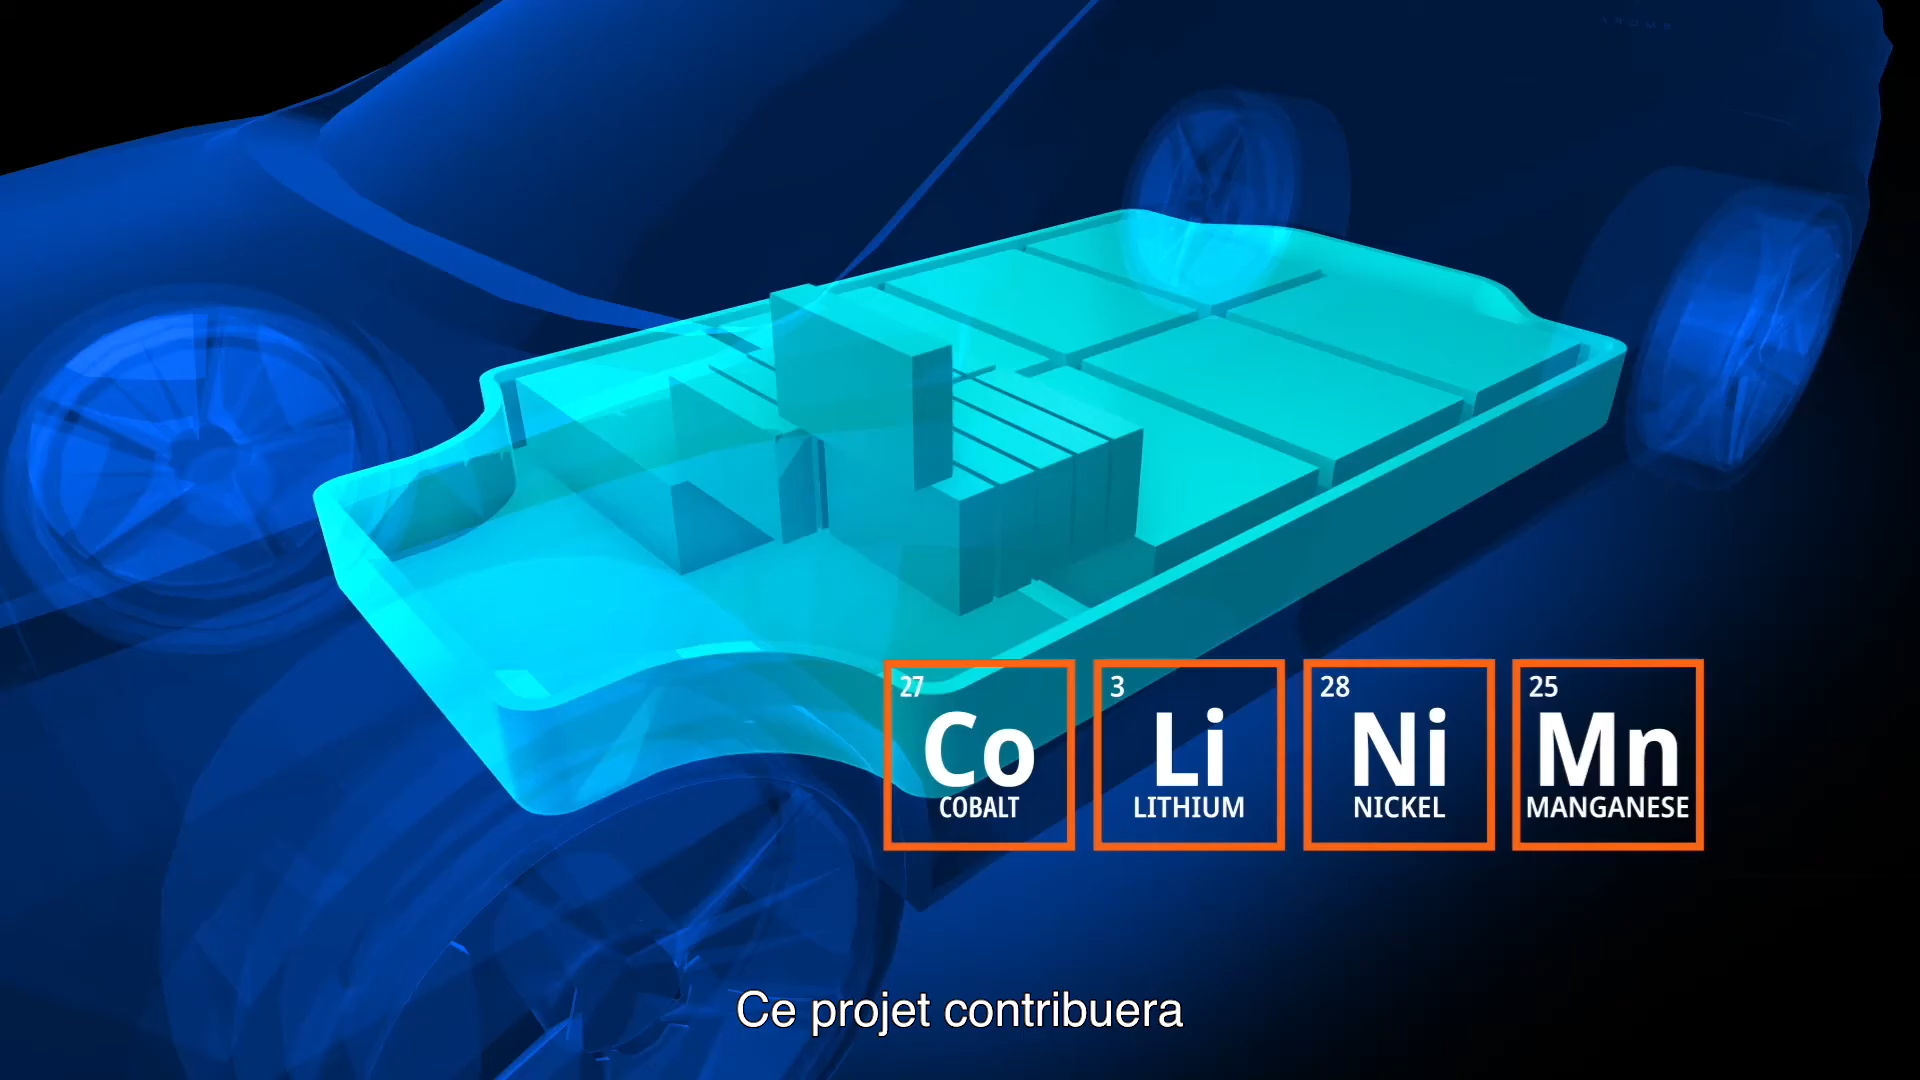 27
Co
COBALT
3
Li
LITHIUM
28
Ni
NICKEL
25
Mn
MANGANESE
Ce projet contribuera